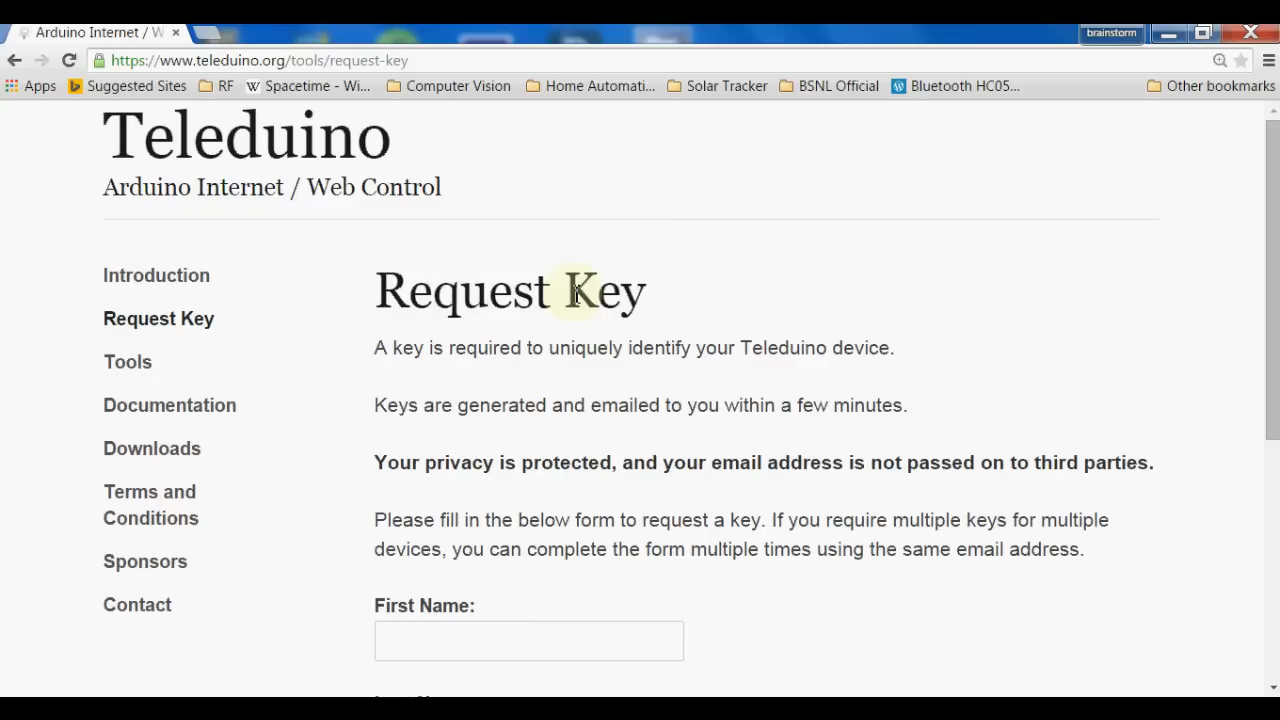 Arduino Internet / W
brainstorm
https://www.teleduino.org/tools/request-key
Apps
Suggested Sites
RF
Spacetime - Wi...
Computer Vision
Home Automati...
Solar Tracker
BSNL Official
Bluetooth HC05...
Other bookmarks
Teleduino
Arduino Internet / Web Control
Introduction
Request Key
Tools
Documentation
Downloads
Terms and
Conditions
Sponsors
Contact
Request Key
A key is required to uniquely identify your Teleduino device.
Keys are generated and emailed to you within a few minutes.
Your privacy is protected, and your email address is not passed on to third parties.
Please fill in the below form to request a key. If you require multiple keys for multiple
devices, you can complete the form multiple times using the same email address.
First Name: